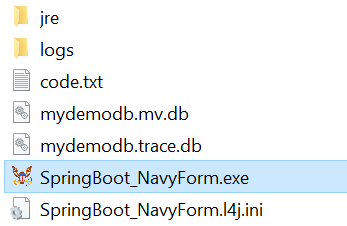 jre
logs
code.txt
mydemodb.mv.db
mydemodb.trace.db
SpringBoot_NavyForm.exe
SpringBoot_NavyForm.l4j.ini